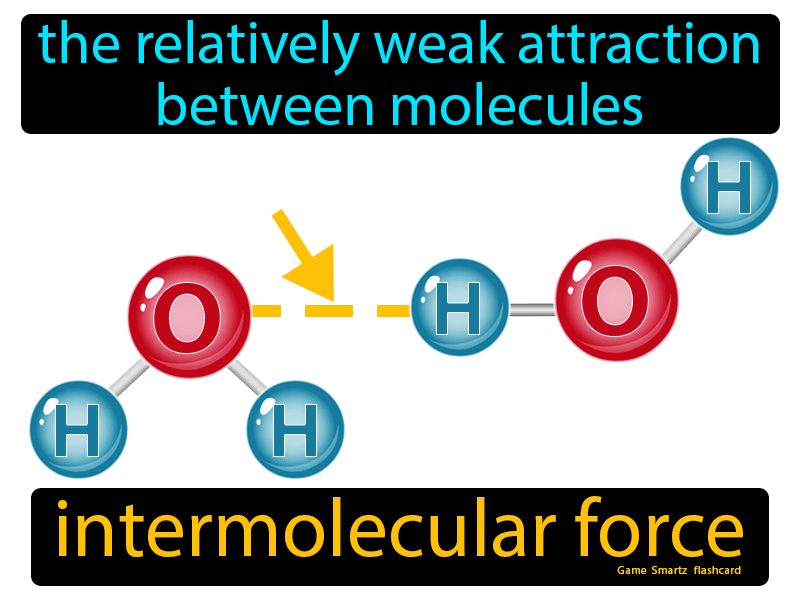 the relatively weak attraction
between molecules
H
O
H
O
H
H
intermolecular force
Game Smartz flashcard